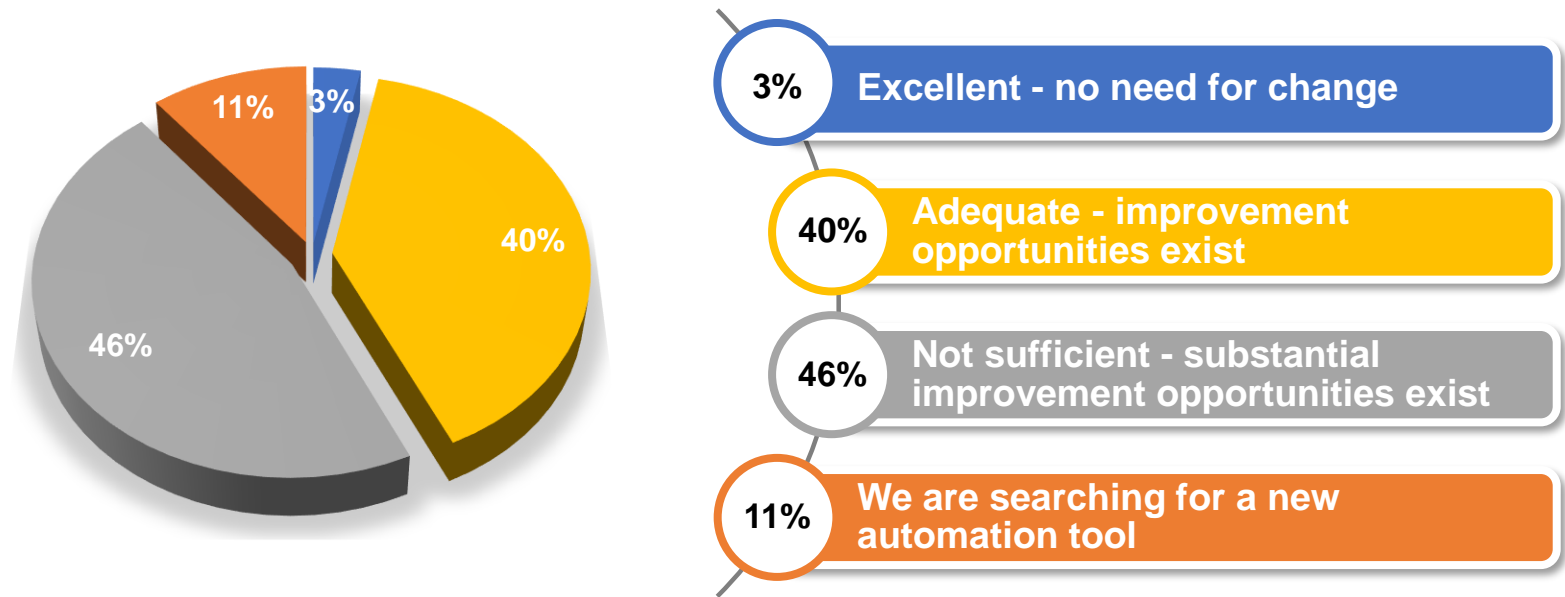 11%
3%
40%
46%
3%
Excellent - no need for change
40%
Adequate - improvement
opportunities exist
46%
Not sufficient - substantial
improvement opportunities exist
11%
We are searching for a new
automation tool